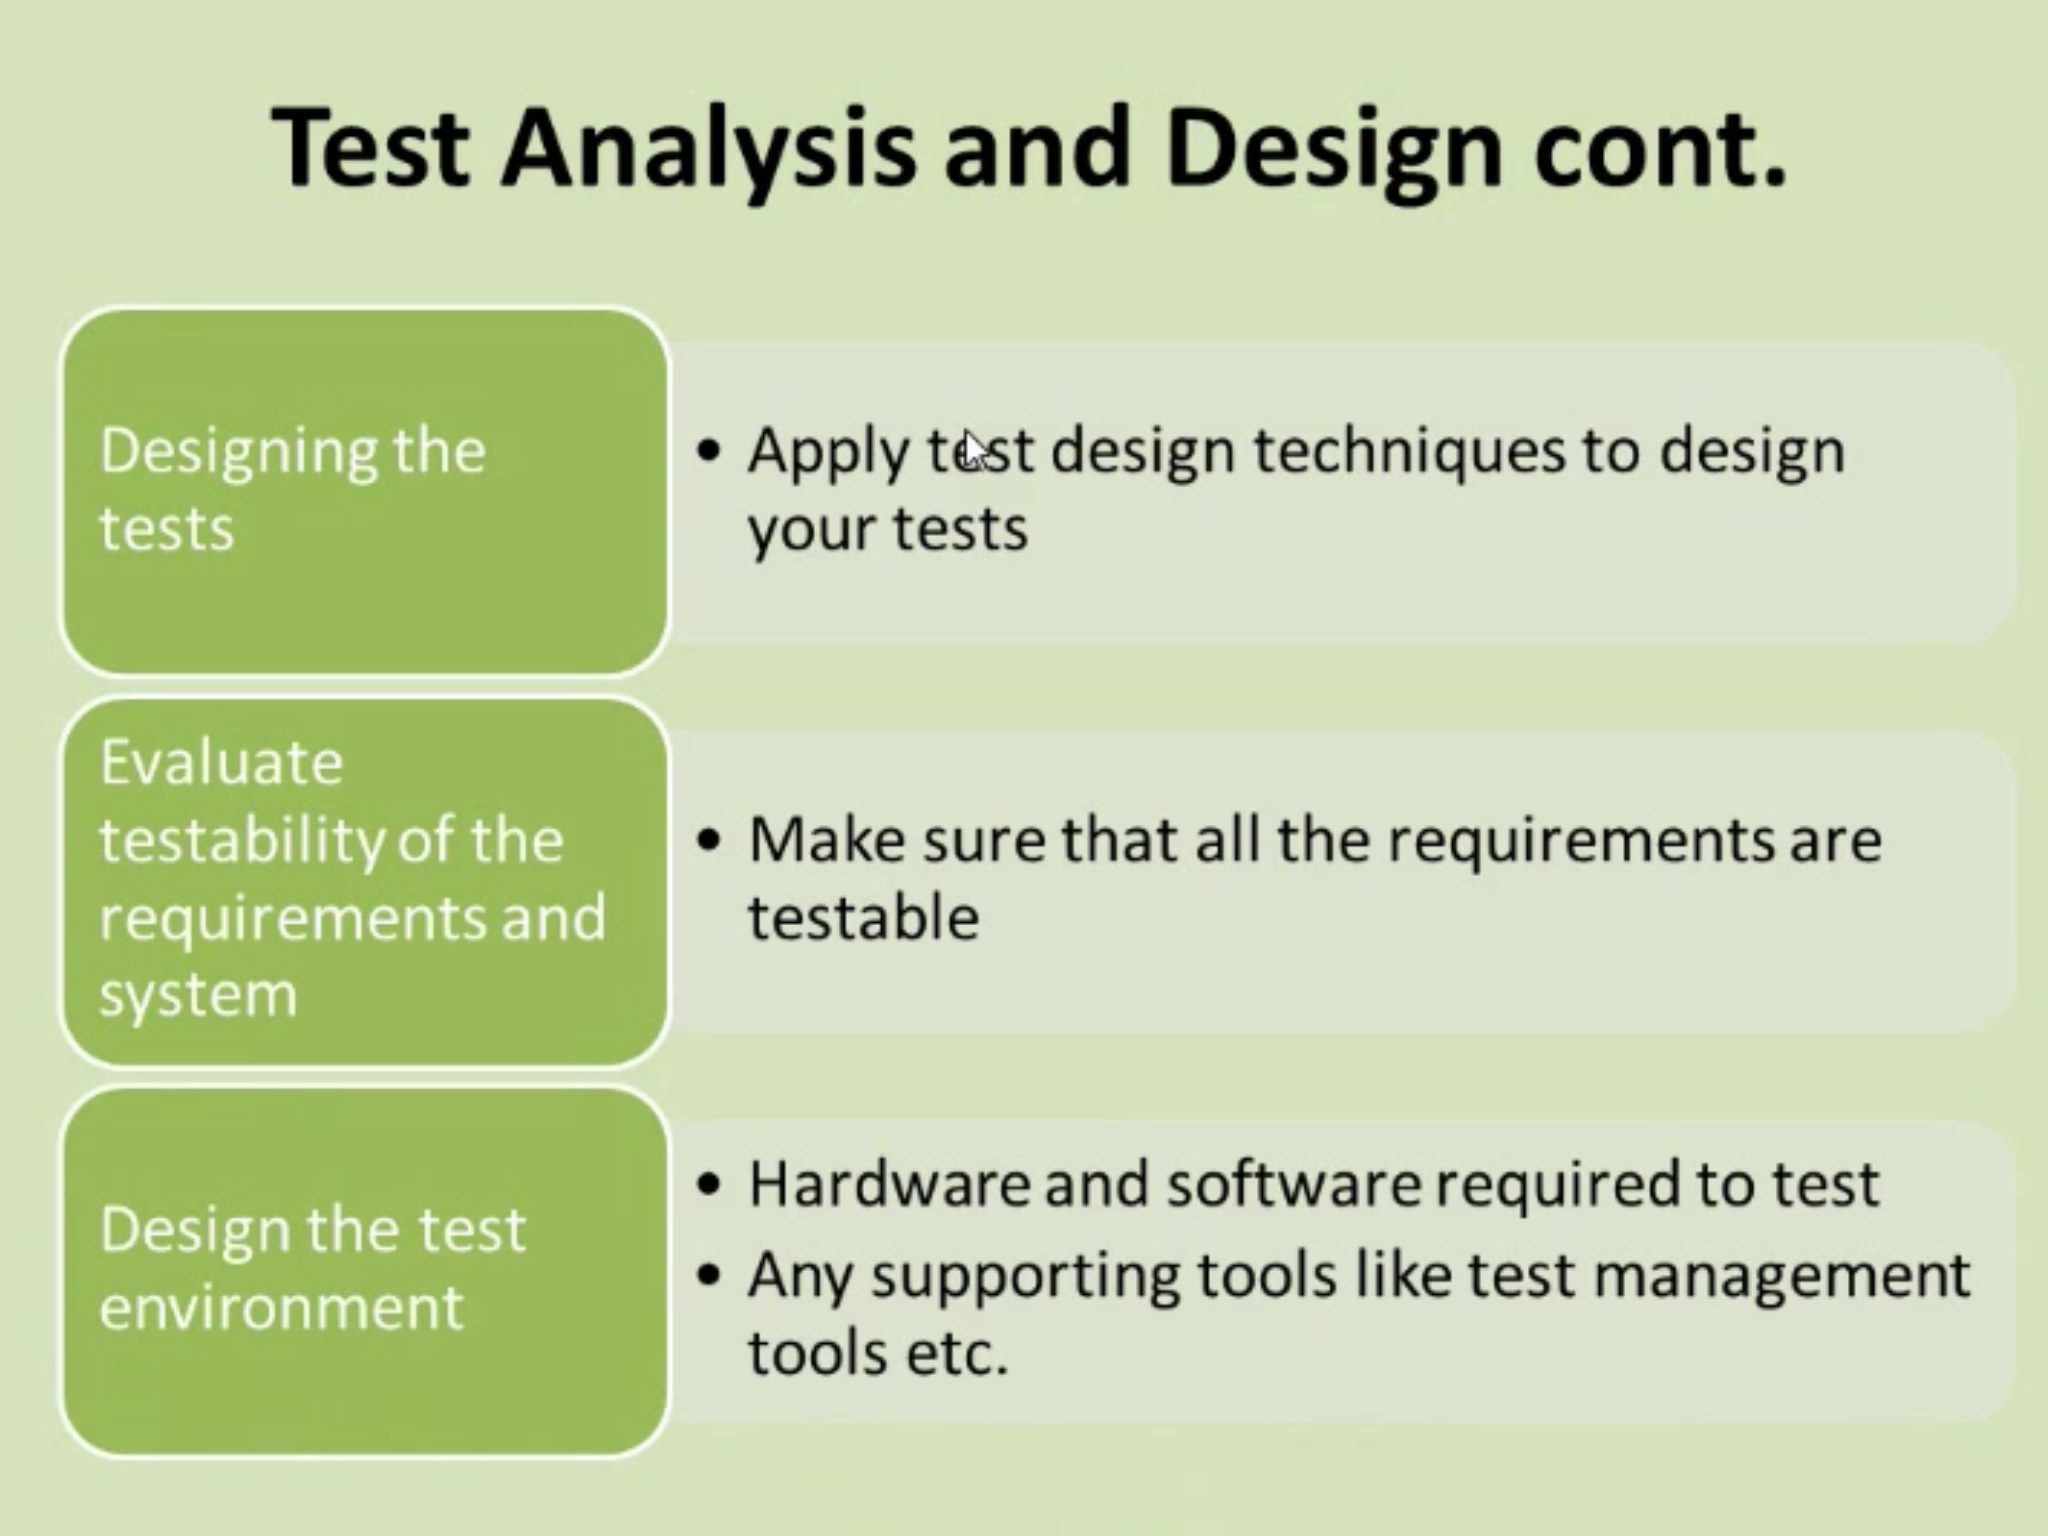 Test Analysis and Design cont.
Designing the
tests
• Apply test design techniques to design
your tests
Evaluate
testability of the
requirements and
system
• Make sure that all the requirements are
testable
Design the test
environment
• Hardware and software required to test
• Any supporting tools like test management
tools etc.